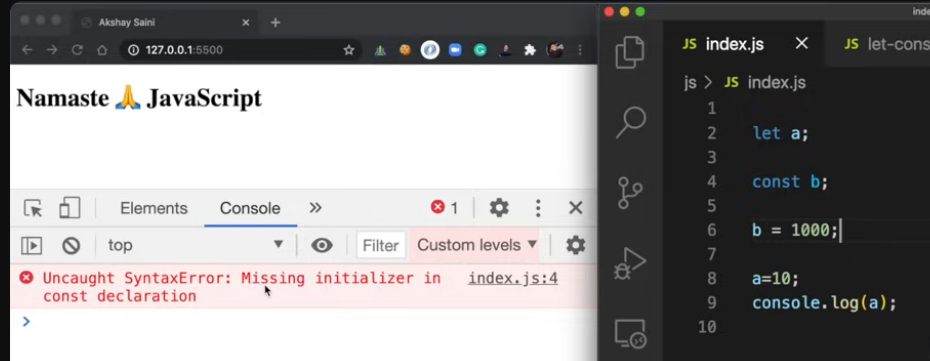 Akshay Saini
127.0.0.1:5500
Namaste 🙏 JavaScript
Elements Console 1
top Filter Custom levels
Uncaught SyntaxError: Missing initializer in index.js:4
const declaration
inde
JS index.js JS let-cons
js > JS index.js
1
2 let a;
3
4 const b;
5
6 b = 1000;
7
8 a=10;
9 console.log(a);
10